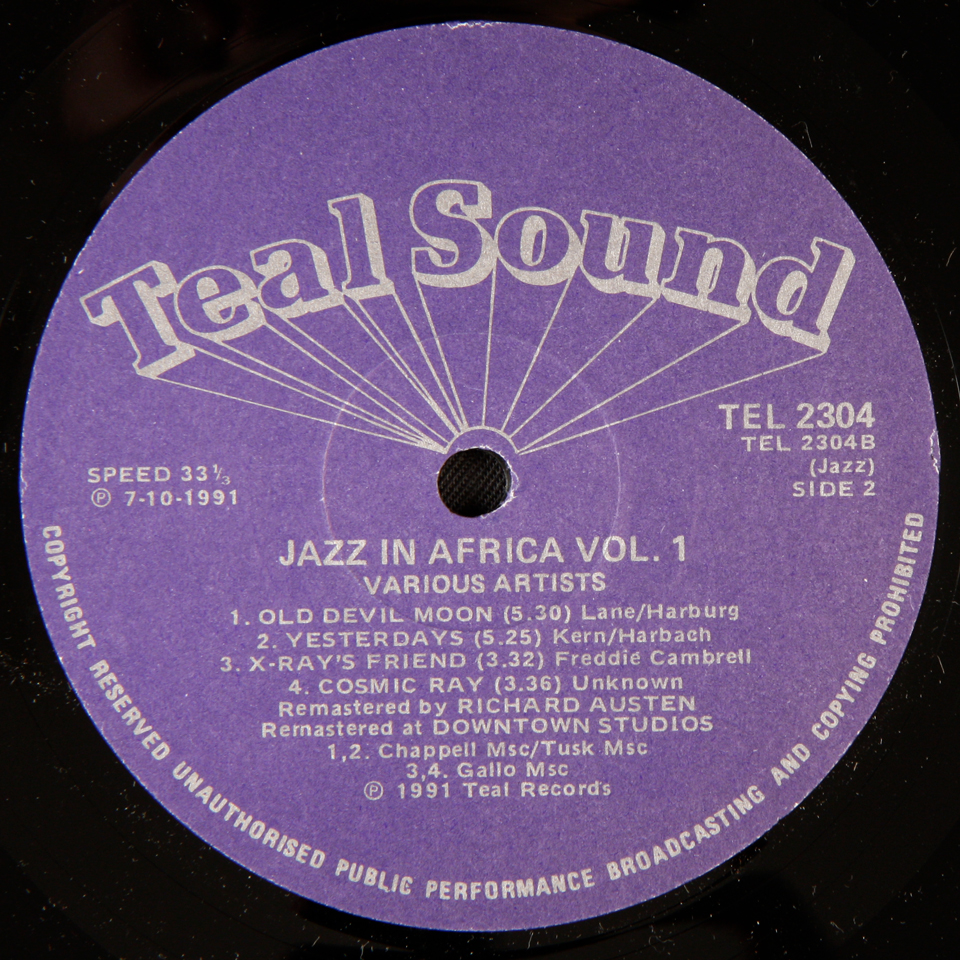 Teal Sound
TEL 2304
TEL 2304B
(Jazz)
SIDE 2
SPEED 33 1/3
℗ 7-10-1991
JAZZ IN AFRICA VOL. 1
VARIOUS ARTISTS
1. OLD DEVIL MOON (5.30) Lane/Harburg
2. YESTERDAYS (5.25) Kern/Harbach
3. X-RAY'S FRIEND (3.32) Freddie Cambrell
4. COSMIC RAY (3.36) Unknown
Remastered by RICHARD AUSTEN
Remastered at DOWNTOWN STUDIOS
1,2. Chappell Msc/Tusk Msc
3,4. Gallo Msc
℗ 1991 Teal Records
COPYRIGHT RESERVED UNAUTHORISED PUBLIC PERFORMANCE BROADCASTING AND COPYING PROHIBITED